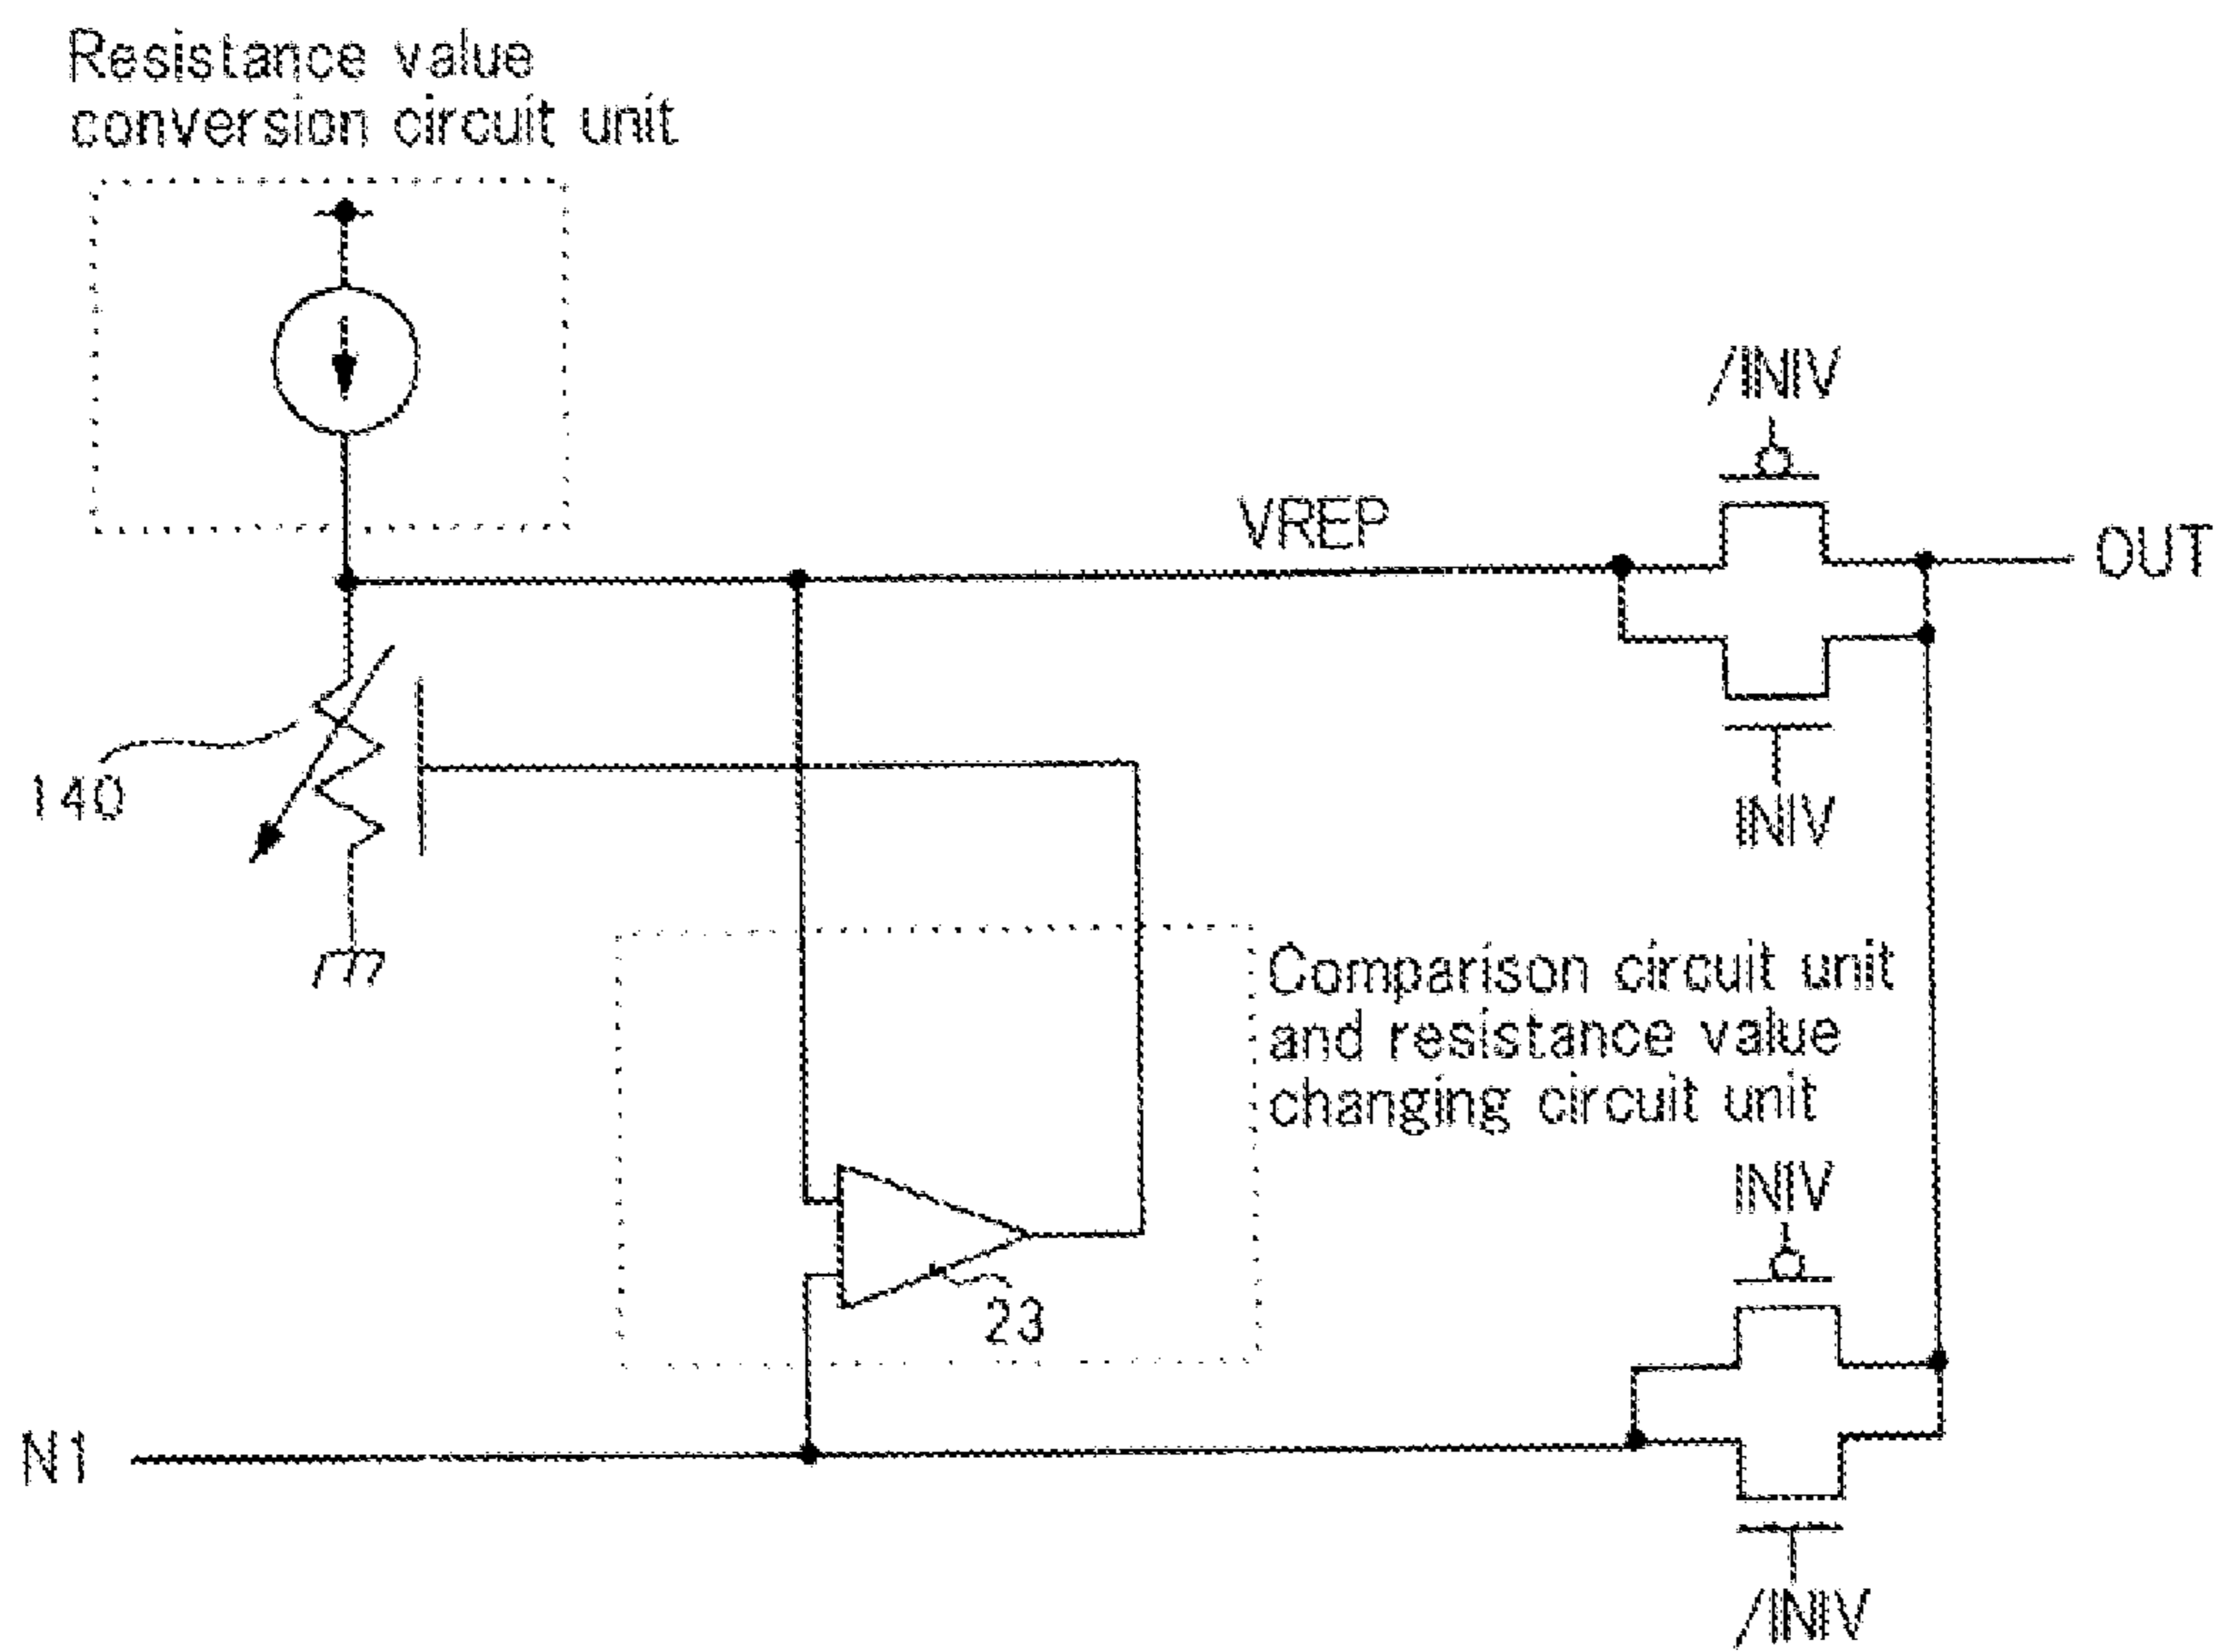 Resistance value
conversion circuit unit
/INIV
VREP
OUT
140
INIV
Comparison circuit unit
and resistance value
changing circuit unit
INIV
23
N1
/INIV